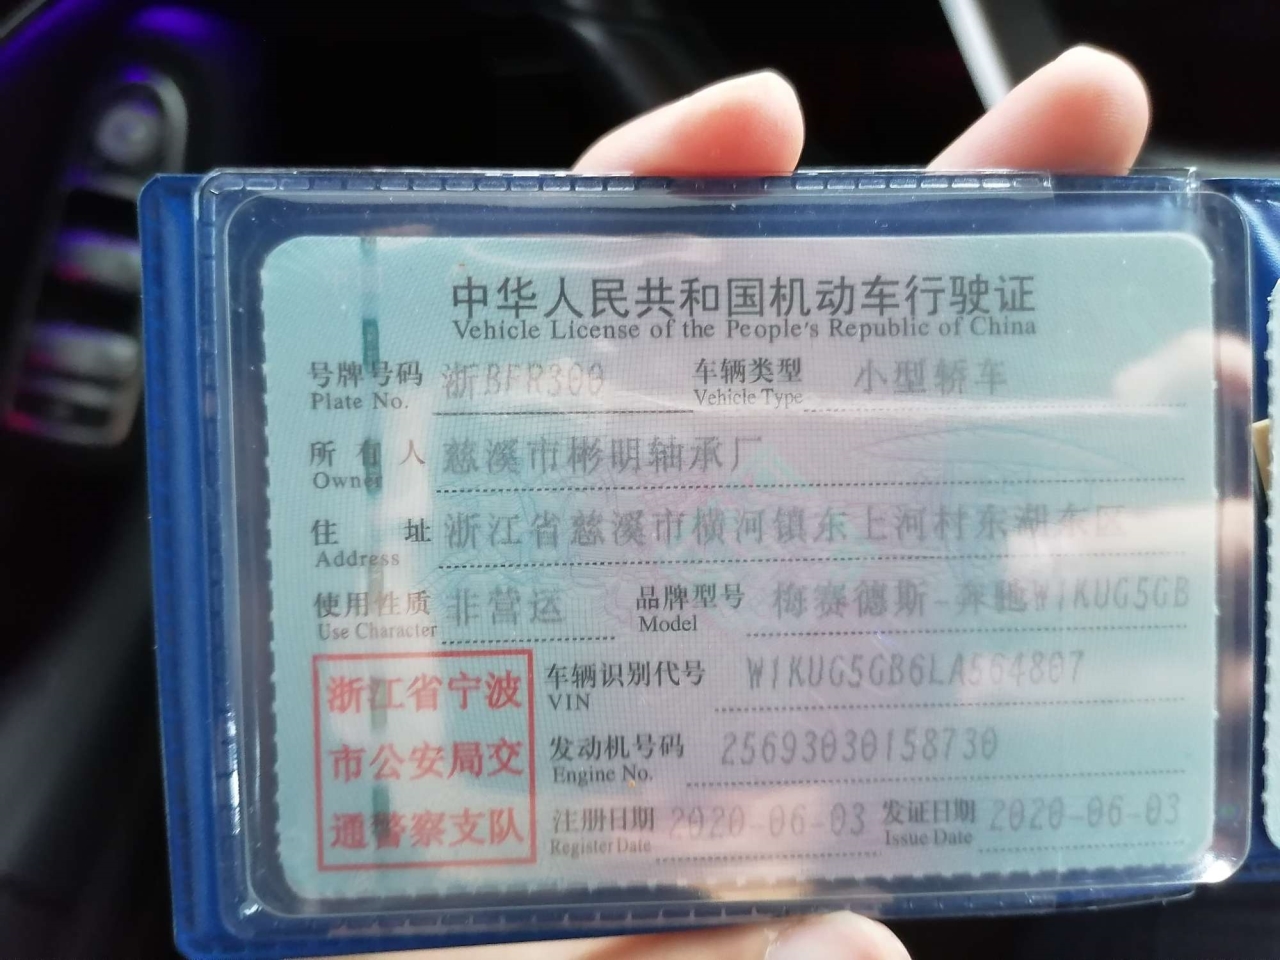 中华人民共和国机动车行驶证
Vehicle License of the People's Republic of China
号牌号码 浙BFR300 车辆类型 小型轿车
Plate No. Vehicle Type
所有人 慈溪市彬明轴承厂
Owner
住址 浙江省慈溪市横河镇东上河村东湖东区
Address
使用性质 非营运 品牌型号 梅赛德斯-奔驰W1KUG5GB
Use Character Model
浙江省宁波
市公安局交
通警察支队
车辆识别代号 W1KUG5GB6LA564807
VIN
发动机号码 25693030158730
Engine No.
注册日期 2020-06-03 发证日期 2020-06-03
Register Date Issue Date